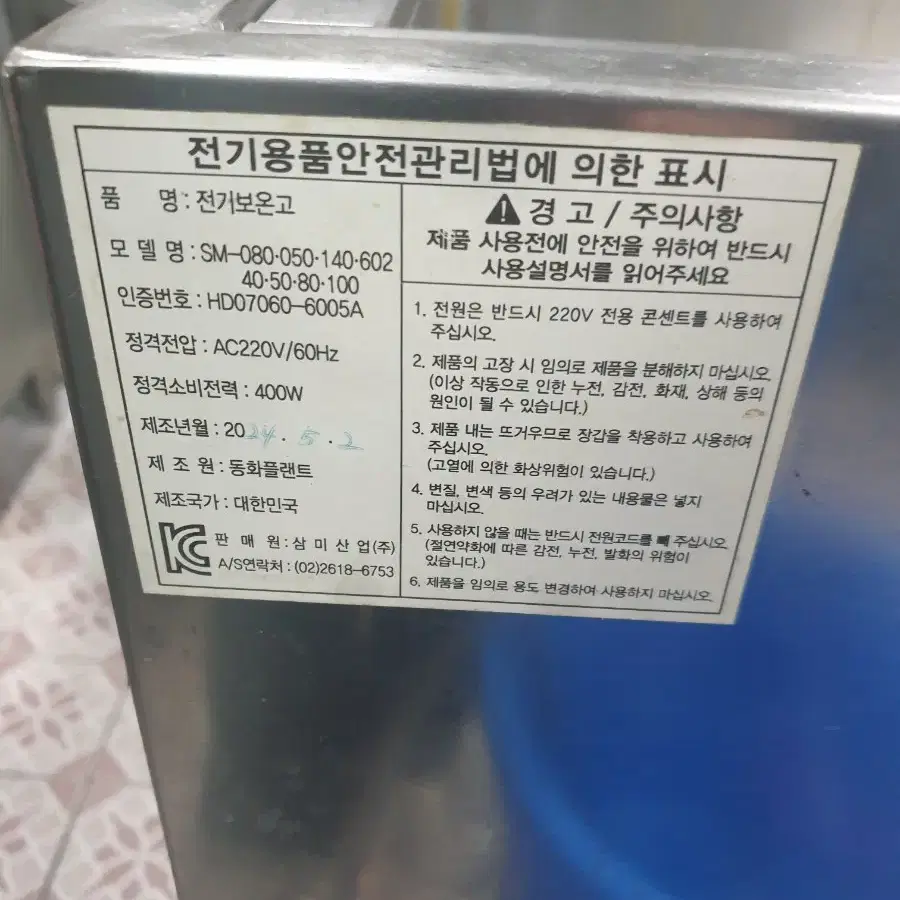 전기용품안전관리법에 의한 표시
품 명 : 전기보온고
모 델 명 : SM-080·050·140·602
40·50·80·100
인증번호 : HD07060-6005A
정격전압 : AC220V/60Hz
정격소비전력 : 400W
제조년월 : 2024. 5. 2
제 조 원 : 동화플랜트
제조국가 : 대한민국
판 매 원 : 삼미산업(주)
A/S연락처 : (02)2618-6753
경 고 / 주의사항
제품 사용전에 안전을 위하여 반드시
사용설명서를 읽어주세요
1. 전원은 반드시 220V 전용 콘센트를 사용하여
주십시오.
2. 제품의 고장 시 임의로 제품을 분해하지 마십시오.
(이상 작동으로 인한 누전, 감전, 화재, 상해 등의
원인이 될 수 있습니다.)
3. 제품 내는 뜨거우므로 장갑을 착용하고 사용하여
주십시오.
(고열에 의한 화상위험이 있습니다.)
4. 변질, 변색 등의 우려가 있는 내용물은 넣지
마십시오.
5. 사용하지 않을 때는 반드시 전원코드를 빼 주십시오.
(절연약화에 따른 감전, 누전, 발화의 위험이
있습니다.)
6. 제품을 임의로 용도 변경하여 사용하지 마십시오.